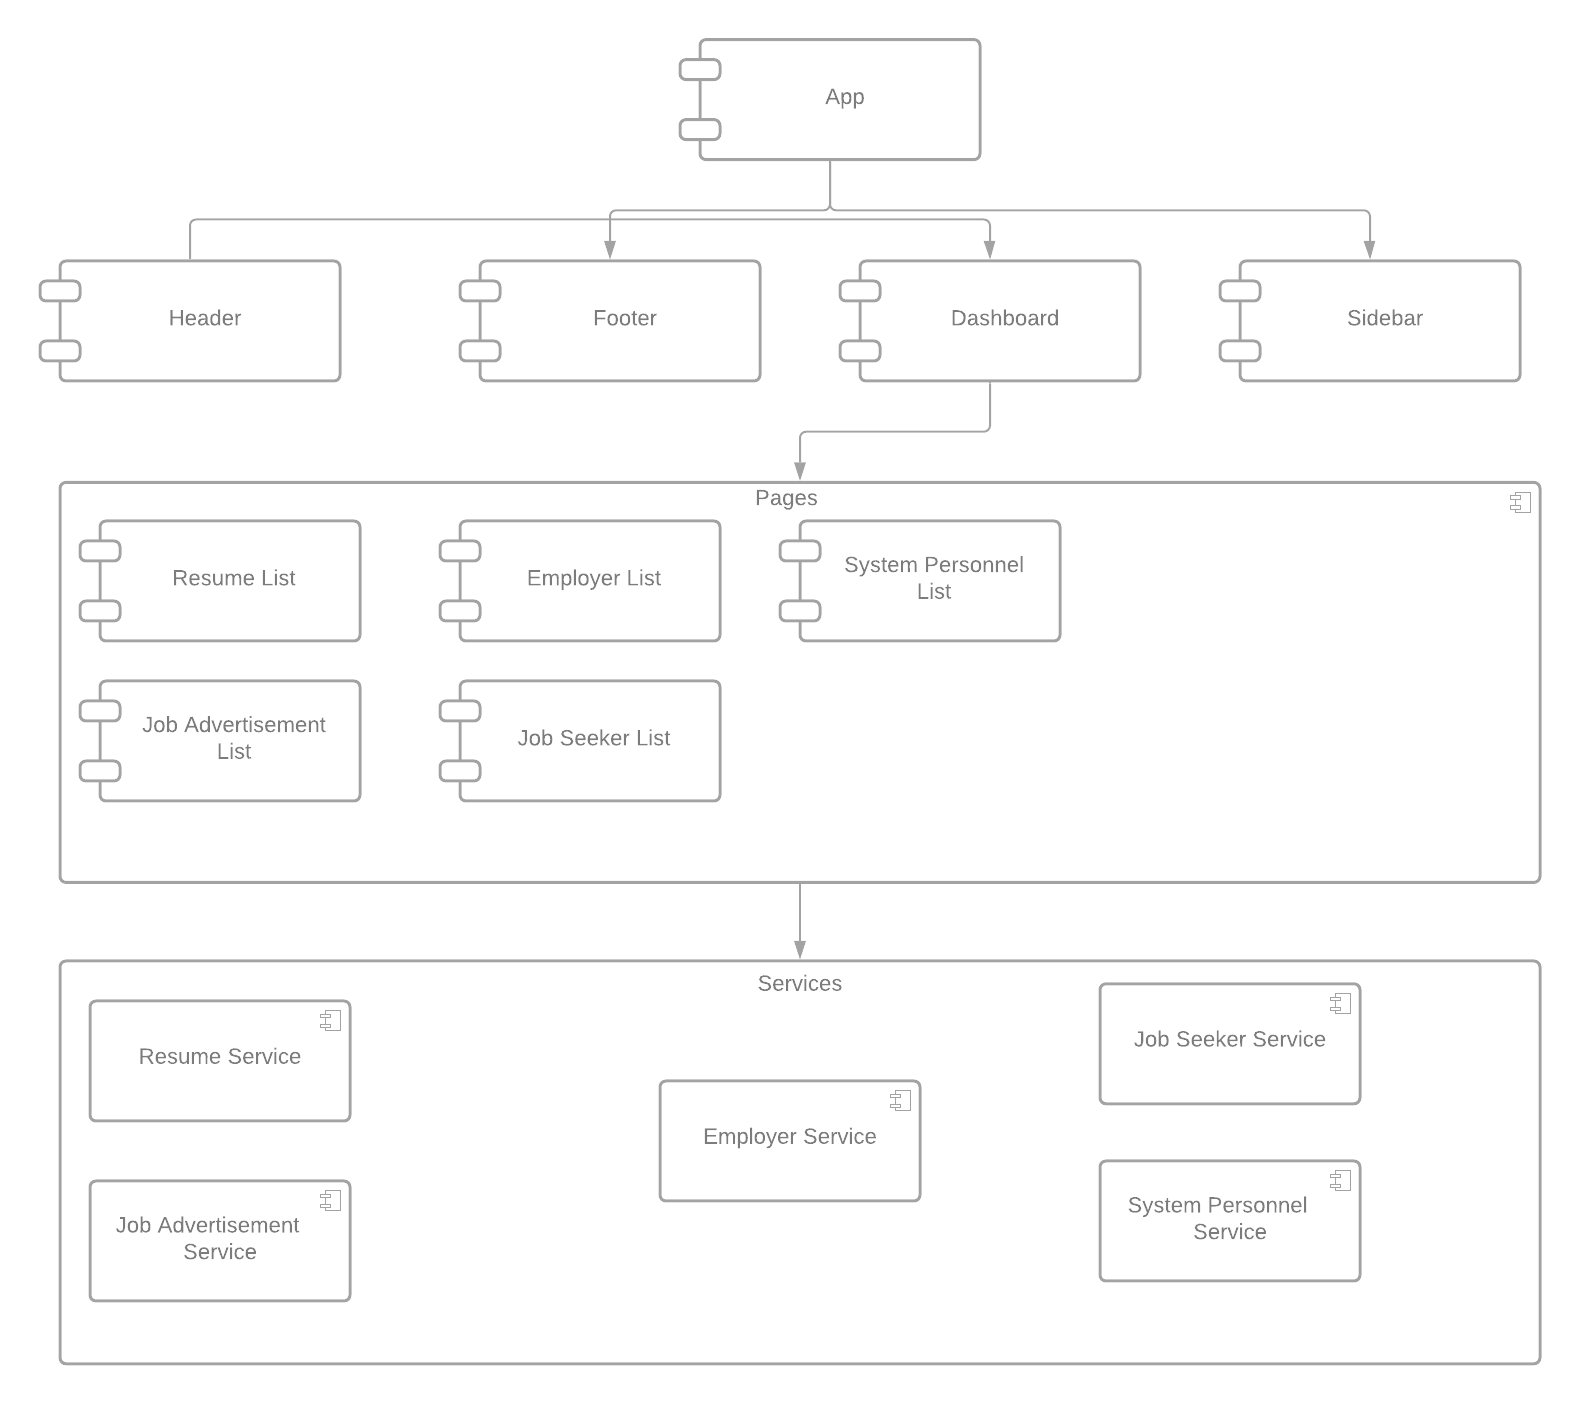 App
Header
Footer
Dashboard
Sidebar
Pages
Resume List
Employer List
System Personnel
List
Job Advertisement
List
Job Seeker List
Services
Resume Service
Job Seeker Service
Employer Service
Job Advertisement
Service
System Personnel
Service